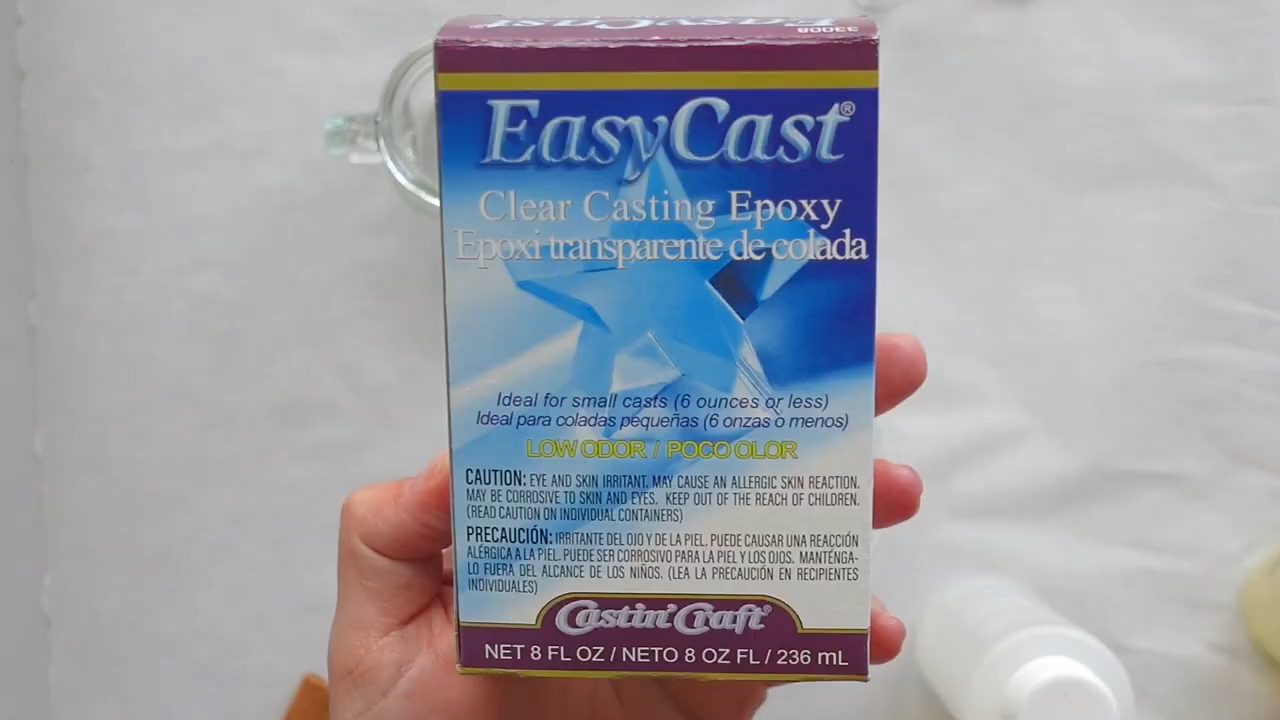 EasyCast
33008
EasyCast®
Clear Casting Epoxy
Epoxi transparente de colada
Ideal for small casts (6 ounces or less)
Ideal para coladas pequeñas (6 onzas o menos)
LOW ODOR / POCO OLOR
CAUTION: EYE AND SKIN IRRITANT. MAY CAUSE AN ALLERGIC SKIN REACTION.
MAY BE CORROSIVE TO SKIN AND EYES. KEEP OUT OF THE REACH OF CHILDREN.
(READ CAUTION ON INDIVIDUAL CONTAINERS)
PRECAUCIÓN: IRRITANTE DEL OJO Y DE LA PIEL. PUEDE CAUSAR UNA REACCIÓN
ALÉRGICA A LA PIEL. PUEDE SER CORROSIVO PARA LA PIEL Y LOS OJOS. MANTÉNGA-
LO FUERA DEL ALCANCE DE LOS NIÑOS. (LEA LA PRECAUCIÓN EN RECIPIENTES
INDIVIDUALES)
Castin' Craft®
NET 8 FL OZ / NETO 8 OZ FL / 236 mL